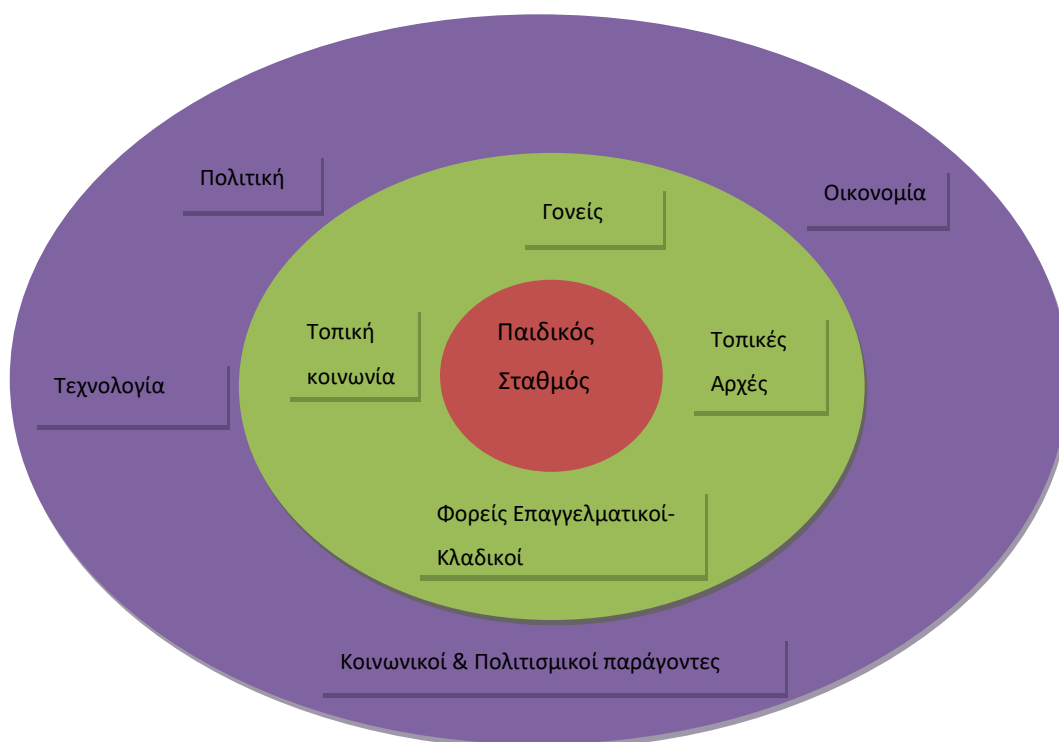 Πολιτική
Οικονομία
Γονείς
Τοπική
κοινωνία
Παιδικός
Σταθμός
Τοπικές
Αρχές
Τεχνολογία
Φορείς Επαγγελματικοί-
Κλαδικοί
Κοινωνικοί & Πολιτισμικοί παράγοντες